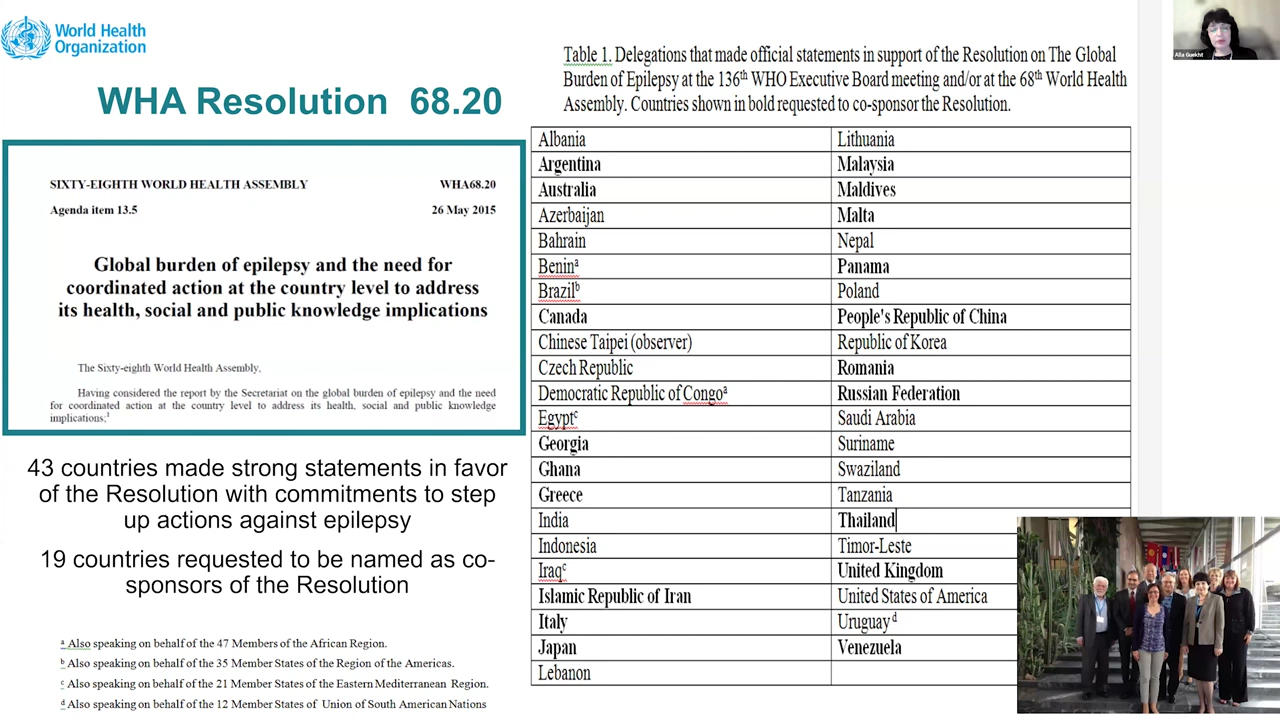 World Health
Organization
WHA Resolution 68.20
SIXTY-EIGHTH WORLD HEALTH ASSEMBLY WHA68.20
Agenda item 13.5 26 May 2015
Global burden of epilepsy and the need for
coordinated action at the country level to address
its health, social and public knowledge implications
The Sixty-eighth World Health Assembly,
Having considered the report by the Secretariat on the global burden of epilepsy and the need
for coordinated action at the country level to address its health, social and public knowledge
implications;¹
43 countries made strong statements in favor
of the Resolution with commitments to step
up actions against epilepsy
19 countries requested to be named as co-
sponsors of the Resolution
ᵃ Also speaking on behalf of the 47 Members of the African Region.
ᵇ Also speaking on behalf of the 35 Member States of the Region of the Americas.
ᶜ Also speaking on behalf of the 21 Member States of the Eastern Mediterranean Region.
ᵈ Also speaking on behalf of the 12 Member States of Union of South American Nations
Table 1. Delegations that made official statements in support of the Resolution on The Global
Burden of Epilepsy at the 136ᵗʰ WHO Executive Board meeting and/or at the 68ᵗʰ World Health
Assembly. Countries shown in bold requested to co-sponsor the Resolution.
Albania Lithuania
Argentina Malaysia
Australia Maldives
Azerbaijan Malta
Bahrain Nepal
Beninᵃ Panama
Brazilᵇ Poland
Canada People's Republic of China
Chinese Taipei (observer) Republic of Korea
Czech Republic Romania
Democratic Republic of Congoᵃ Russian Federation
Egyptᶜ Saudi Arabia
Georgia Suriname
Ghana Swaziland
Greece Tanzania
India Thailand
Indonesia Timor-Leste
Iraqᶜ United Kingdom
Islamic Republic of Iran United States of America
Italy Uruguayᵈ
Japan Venezuela
Lebanon
Alla Guekht